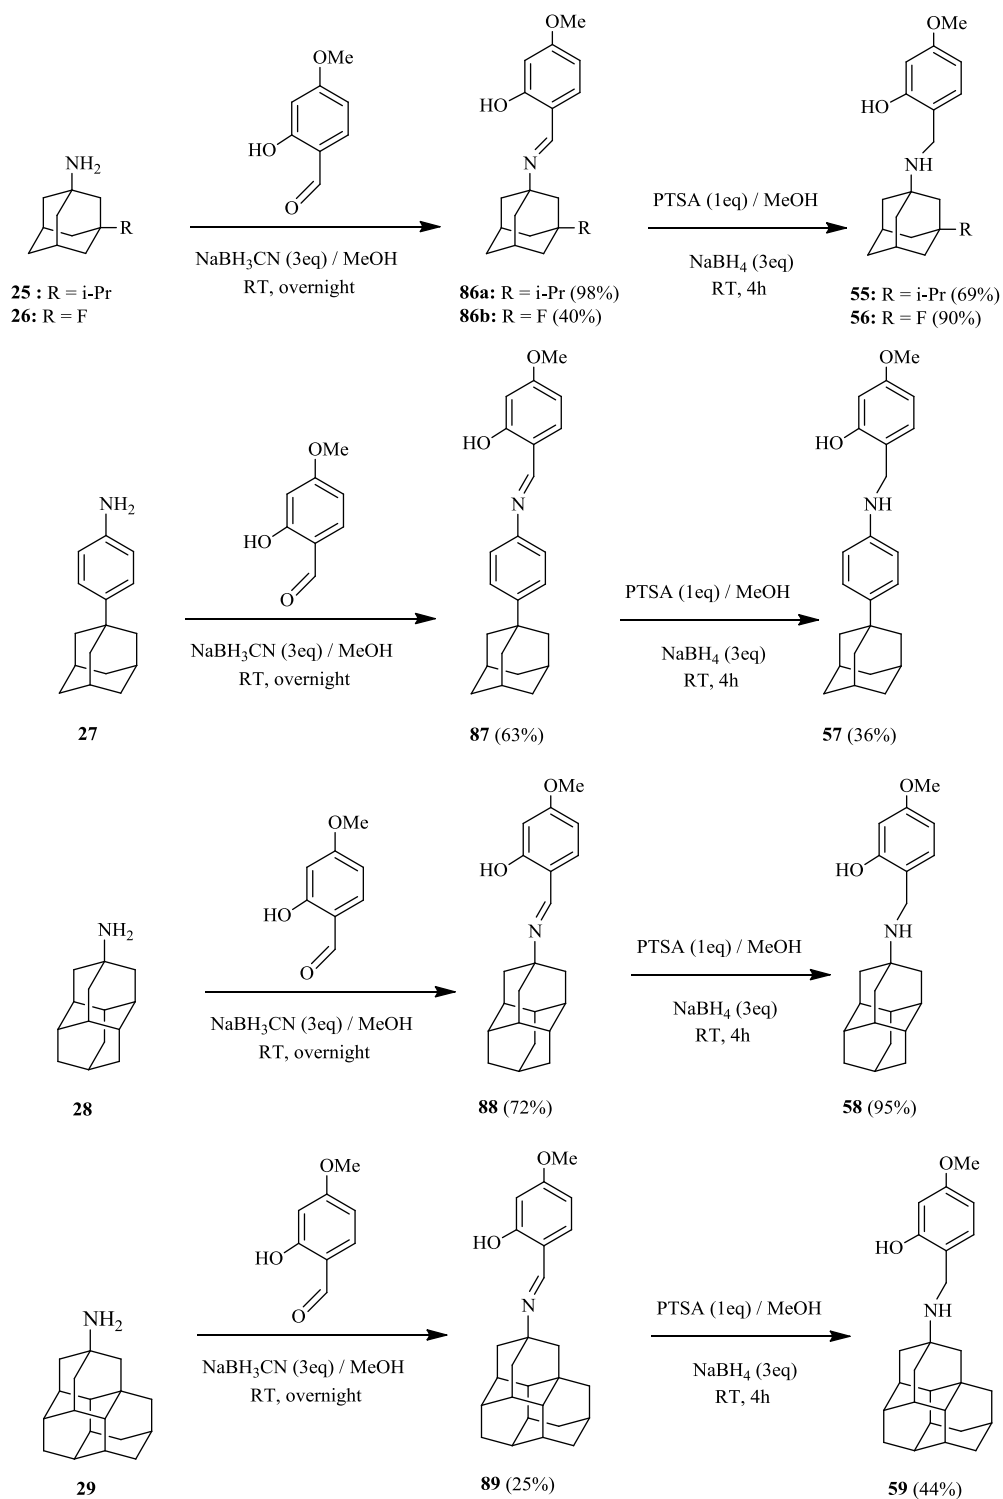 OMe
HO
O
NH₂
R
NaBH₃CN (3eq) / MeOH
RT, overnight
25 : R = i-Pr
26: R = F
OMe
HO
N
R
86a: R = i-Pr (98%)
86b: R = F (40%)
PTSA (1eq) / MeOH
NaBH₄ (3eq)
RT, 4h
OMe
HO
NH
R
55: R = i-Pr (69%)
56: R = F (90%)
OMe
HO
O
NH₂
NaBH₃CN (3eq) / MeOH
RT, overnight
27
OMe
HO
N
87 (63%)
PTSA (1eq) / MeOH
NaBH₄ (3eq)
RT, 4h
OMe
HO
NH
57 (36%)
OMe
HO
O
NH₂
NaBH₃CN (3eq) / MeOH
RT, overnight
28
OMe
HO
N
88 (72%)
PTSA (1eq) / MeOH
NaBH₄ (3eq)
RT, 4h
OMe
HO
NH
58 (95%)
OMe
HO
O
NH₂
NaBH₃CN (3eq) / MeOH
RT, overnight
29
OMe
HO
N
89 (25%)
PTSA (1eq) / MeOH
NaBH₄ (3eq)
RT, 4h
OMe
HO
NH
59 (44%)